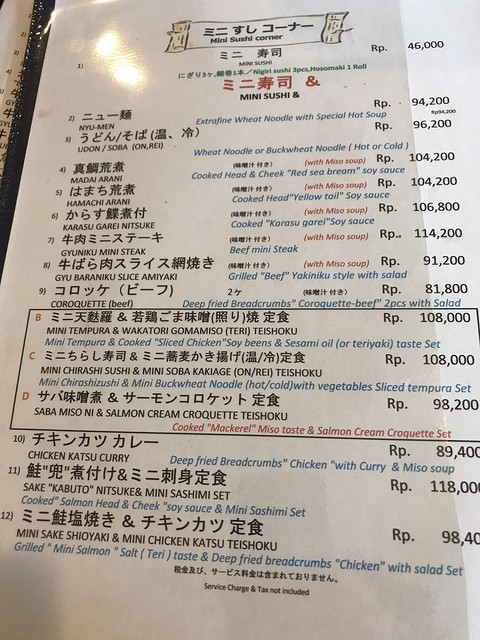 ミニ すし コーナー
Mini Sushi corner
1) ミニ 寿司 Rp. 46,000
MINI SUSHI
にぎり3ヶ,細巻1本／Nigiri sushi 3pcs,Hosomaki 1 Roll
ミニ寿司 &
MINI SUSHI &
2) ニュー麺 Rp. 94,200
NYU-MEN Extrafine Wheat Noodle with Special Hot Soup Rp94,200
3) うどん/そば (温、冷) Rp. 96,200
UDON / SOBA (ON,REI) Wheat Noodle or Buckwheat Noodle ( Hot or Cold )
4) 真鯛荒煮 (味噌汁 付き) (with Miso soup) Rp. 104,200
MADAI ARANI Cooked Head & Cheek "Red sea bream" soy sauce
5) はまち荒煮 (味噌汁 付き) (with Miso soup) Rp. 104,200
HAMACHI ARANI Cooked Head"Yellow tail" Soy sauce
6) からす鰈煮付 (味噌汁 付き) (with Miso soup) Rp. 106,800
KARASU GAREI NITSUKE Cooked "Karasu garei"Soy sauce
7) 牛肉ミニステーキ (味噌汁 付き) (with Miso soup) Rp. 114,200
GYUNIKU MINI STEAK Beef mini Steak
8) 牛ばら肉スライス網焼き (味噌汁 付き) (with Miso soup) Rp. 91,200
GYU BARANIKU SLICE AMIYAKI Grilled "Beef" Yakiniku style with salad
9) コロッケ (ビーフ) 2ヶ (味噌汁 付き) (with Miso soup) Rp. 81,800
COROQUETTE (beef) Deep fried Breadcrumbs" Coroquette-beef" 2pcs with Salad
B ミニ天麩羅 & 若鶏ごま味噌(照り)焼 定食 Rp. 108,000
MINI TEMPURA & WAKATORI GOMAMISO (TERI) TEISHOKU
Mini Tempura & Cooked "Sliced Chicken"Soy beens & Sesami oil (or teriyaki) taste Set
C ミニちらし寿司 & ミニ蕎麦かき揚げ(温/冷)定食 Rp. 108,000
MINI CHIRASHI SUSHI & MINI SOBA KAKIAGE (ON/REI) TEISHOKU
Mini Chirashizushi & Mini Buckwheat Noodle (hot/cold)with vegetables Sliced tempura Set
D サバ味噌煮 & サーモンコロケット 定食 Rp. 98,200
SABA MISO NI & SALMON CREAM CROQUETTE TEISHOKU
Cooked "Mackerel" Miso taste & Salmon Cream Croquette Set
10) チキンカツ カレー Rp. 89,400
CHICKEN KATSU CURRY Deep fried Breadcrumbs" Chicken "with Curry & Miso soup
11) 鮭"兜"煮付け&ミニ刺身定食 Rp. 118,000
SAKE "KABUTO" NITSUKE& MINI SASHIMI SET
Cooked" Salmon Head & Cheek "soy sauce & Mini Sashimi Set
12) ミニ鮭塩焼き & チキンカツ 定食 Rp. 98,40
MINI SAKE SHIOYAKI & MINI CHICKEN KATSU TEISHOKU
Grilled " Mini Salmon " Salt ( Teri ) taste & Deep fried breadcrumbs "Chicken" with salad Set
税金及び、サービス料金は含まれておりません。
Service Charge & Tax not included